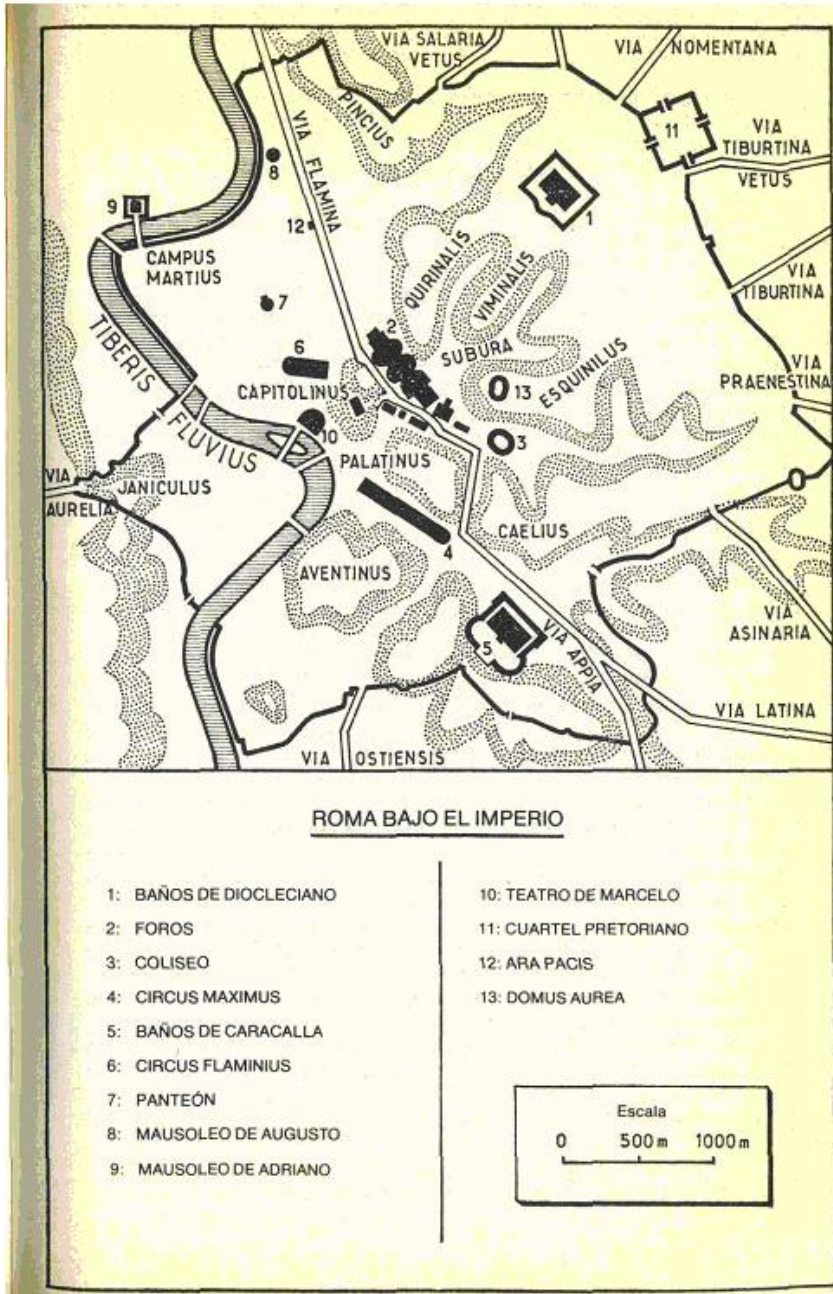 VIA SALARIA
VETUS
VIA NOMENTANA
PINCIUS
VIA FLAMINA
11
VIA
TIBURTINA
VETUS
8
9
1
12
CAMPUS
MARTIUS
QUIRINALIS
VIMINALIS
VIA
TIBURTINA
7
TIBERIS
FLUVIUS
2
SUBURA
6
ESQUINILUS
VIA
PRAENESTINA
CAPITOLINUS
13
10
3
PALATINUS
VIA
AURELIA
JANICULUS
CAELIUS
4
AVENTINUS
VIA
ASINARIA
5
VIA APPIA
VIA LATINA
VIA OSTIENSIS
ROMA BAJO EL IMPERIO
1: BAÑOS DE DIOCLECIANO
2: FOROS
3: COLISEO
4: CIRCUS MAXIMUS
5: BAÑOS DE CARACALLA
6: CIRCUS FLAMINIUS
7: PANTEÓN
8: MAUSOLEO DE AUGUSTO
9: MAUSOLEO DE ADRIANO
10: TEATRO DE MARCELO
11: CUARTEL PRETORIANO
12: ARA PACIS
13: DOMUS AUREA
Escala
0 500 m 1000 m